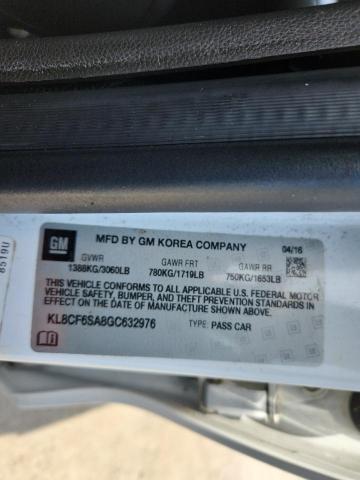 GM
MFD BY GM KOREA COMPANY
04/16
GVWR
GAWR FRT
GAWR RR
1388KG/3060LB
780KG/1719LB
750KG/1653LB
THIS VEHICLE CONFORMS TO ALL APPLICABLE U.S. FEDERAL MOTOR
VEHICLE SAFETY, BUMPER, AND THEFT PREVENTION STANDARDS IN
EFFECT ON THE DATE OF MANUFACTURE SHOWN ABOVE.
KL8CF6SA8GC632976
TYPE: PASS CAR
8519U